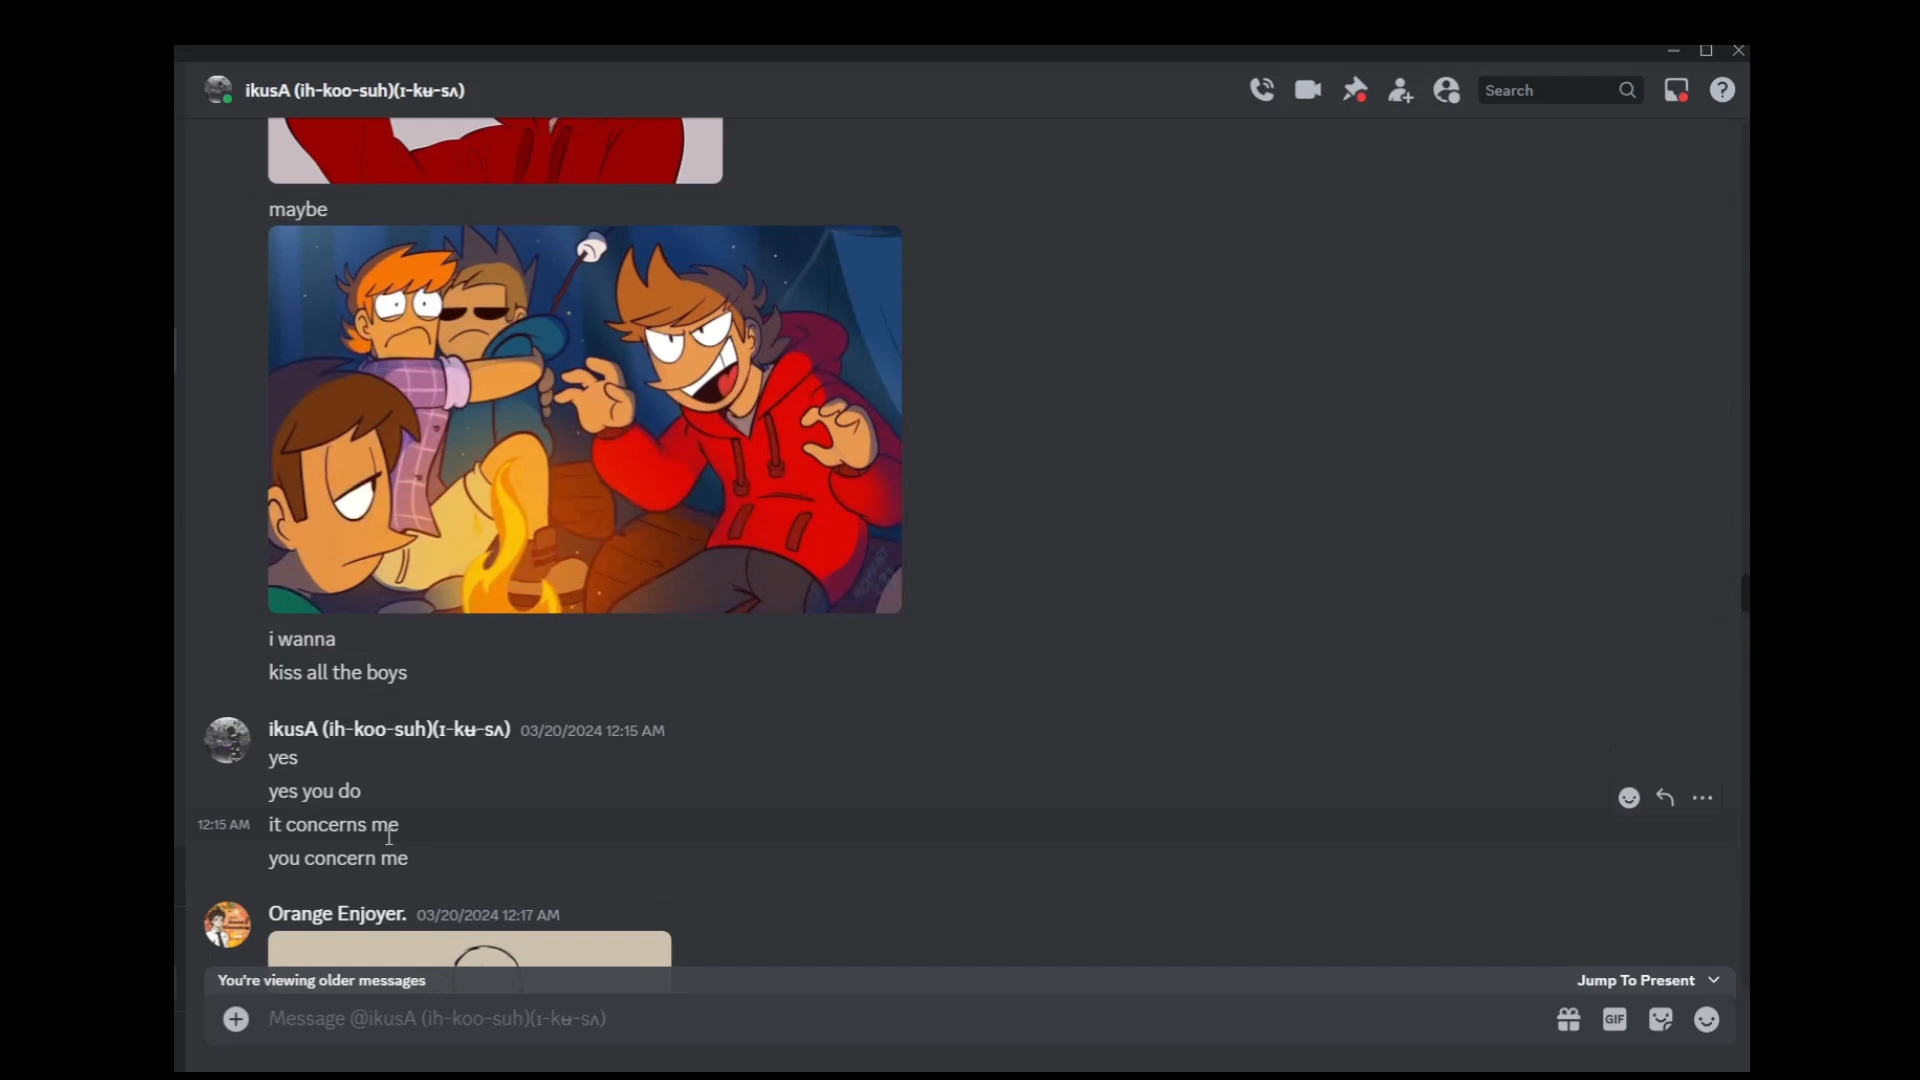 ikusA (ih-koo-suh)(ɪ-kʉ-sʌ)
Search
maybe
i wanna
kiss all the boys
ikusA (ih-koo-suh)(ɪ-kʉ-sʌ) 03/20/2024 12:15 AM
yes
yes you do
12:15 AM it concerns me
you concern me
Orange Enjoyer. 03/20/2024 12:17 AM
You're viewing older messages Jump To Present
Message @ikusA (ih-koo-suh)(ɪ-kʉ-sʌ)
GIF